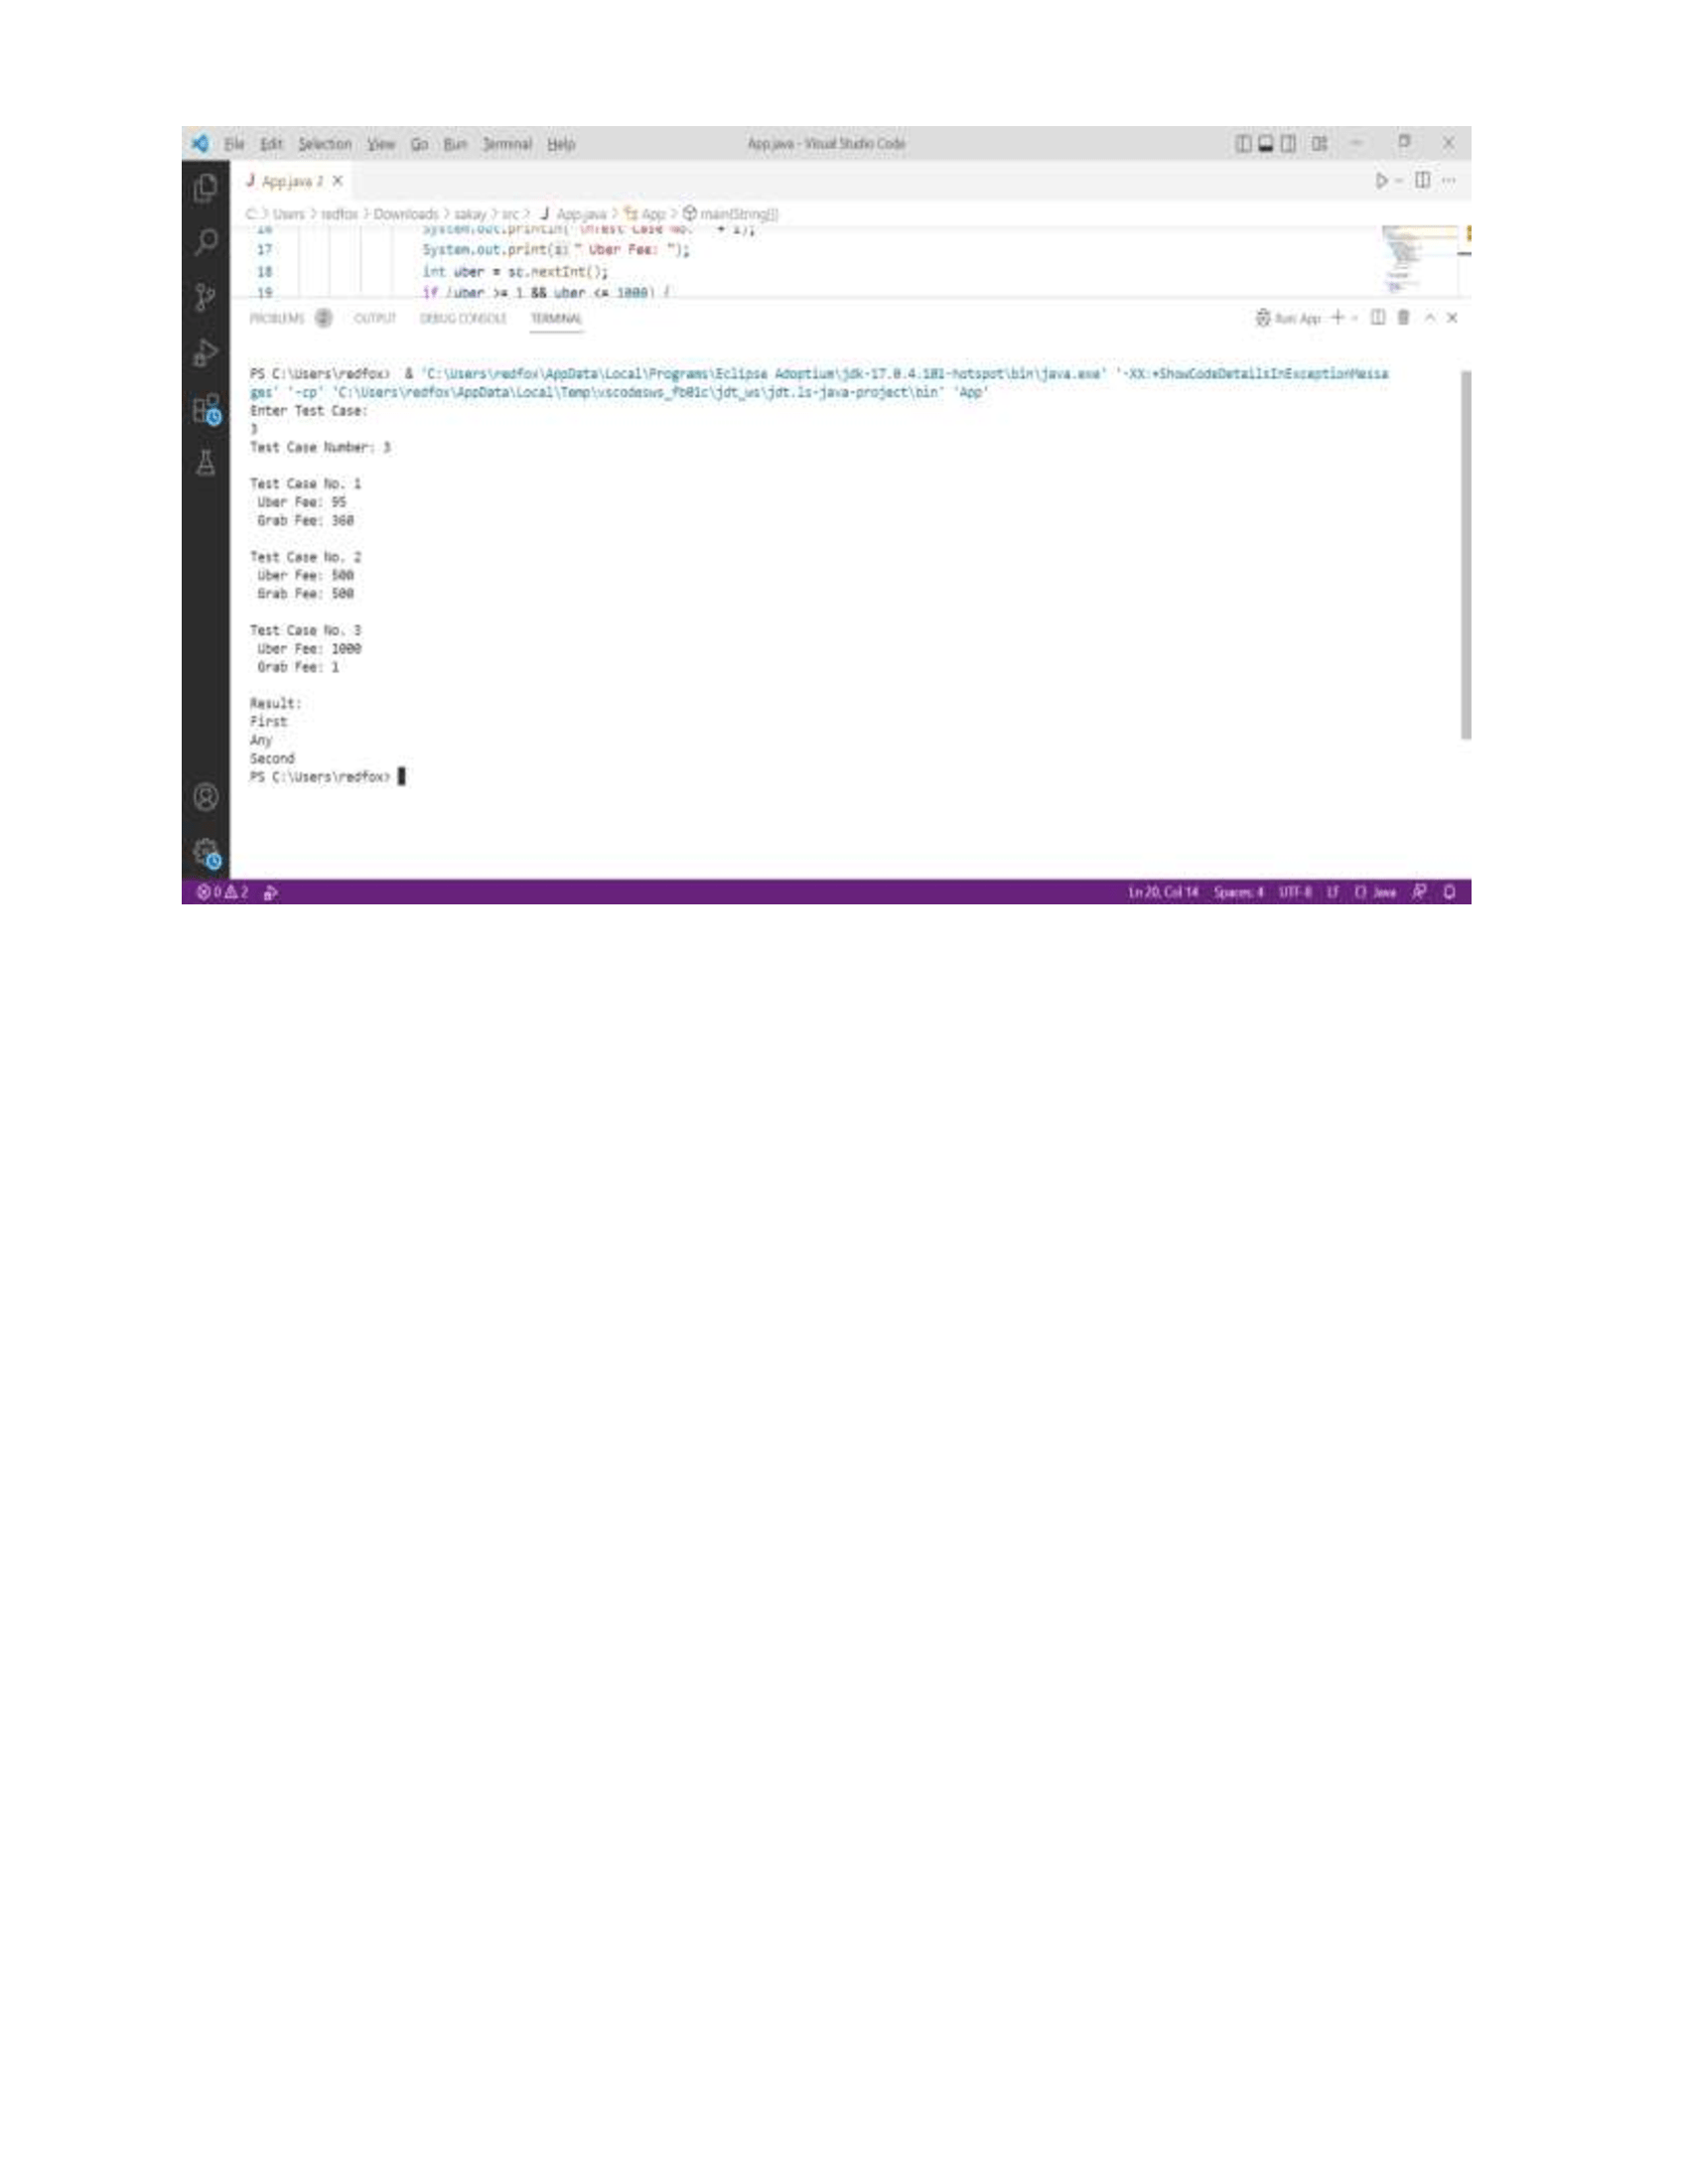 File Edit Selection View Go Run Terminal Help App.java - Visual Studio Code
J App.java 2 ×
C: > Users > redfox > Downloads > sakay > src > J App.java > App > main(String[])
16 System.out.println("\nTest Case No. " + i);
17 System.out.print(s: " Uber Fee: ");
18 int uber = sc.nextInt();
19 if (uber >= 1 && uber <= 1000) {
PROBLEMS 2 OUTPUT DEBUG CONSOLE TERMINAL Run: App
PS C:\Users\redfox> & 'C:\Users\redfox\AppData\Local\Programs\Eclipse Adoptium\jdk-17.0.4.101-hotspot\bin\java.exe' '-XX:+ShowCodeDetailsInExceptionMessa
ges' '-cp' 'C:\Users\redfox\AppData\Local\Temp\vscodesws_fb01c\jdt_ws\jdt.ls-java-project\bin' 'App'
Enter Test Case:
3
Test Case Number: 3
Test Case No. 1
Uber Fee: 95
Grab Fee: 360
Test Case No. 2
Uber Fee: 500
Grab Fee: 500
Test Case No. 3
Uber Fee: 1000
Grab Fee: 1
Result:
First
Any
Second
PS C:\Users\redfox>
0 2 Ln 20, Col 14 Spaces: 4 UTF-8 LF {} Java